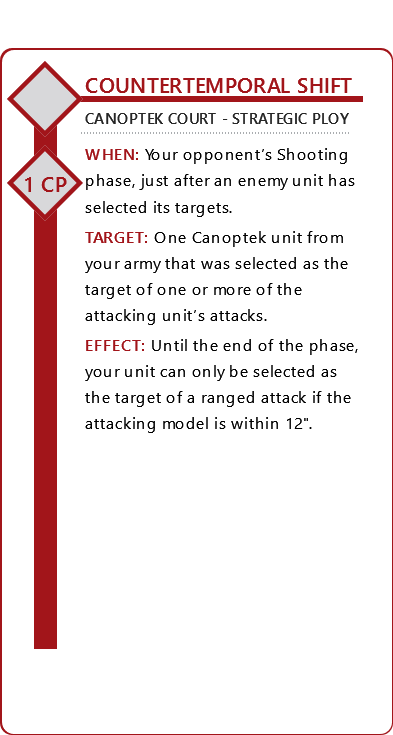 COUNTERTEMPORAL SHIFT
CANOPTEK COURT - STRATEGIC PLOY
1 CP
WHEN: Your opponent’s Shooting
phase, just after an enemy unit has
selected its targets.
TARGET: One Canoptek unit from
your army that was selected as the
target of one or more of the
attacking unit’s attacks.
EFFECT: Until the end of the phase,
your unit can only be selected as
the target of a ranged attack if the
attacking model is within 12".